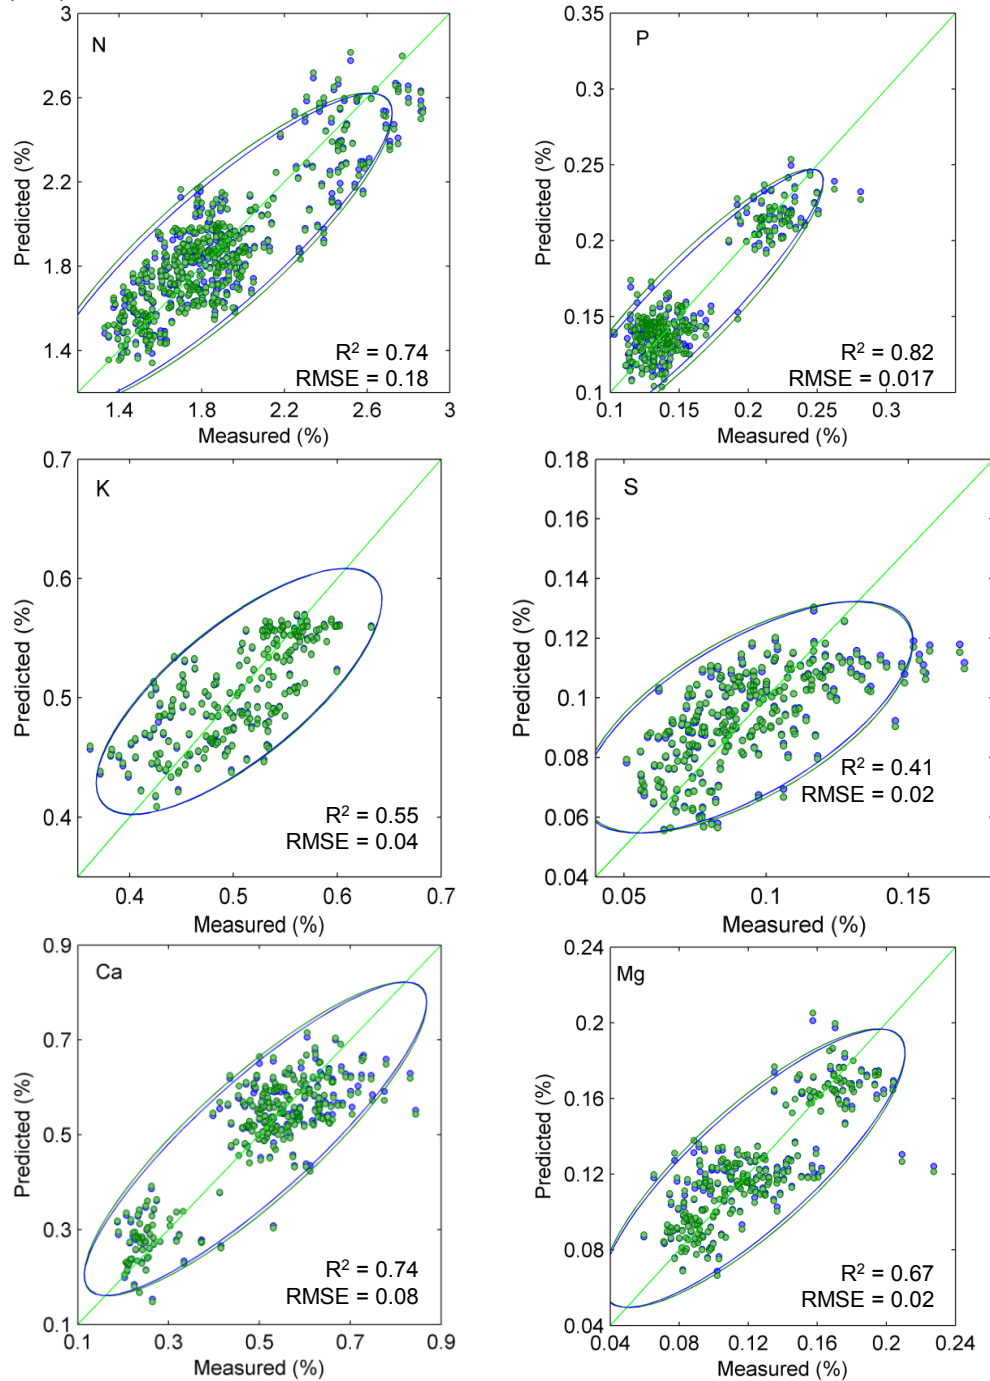 3
N
2.6
2.2
1.8
1.4
Predicted (%)
R² = 0.74
RMSE = 0.18
1.4 1.8 2.2 2.6 3
Measured (%)
0.35
P
0.3
0.25
0.2
0.15
0.1
Predicted (%)
R² = 0.82
RMSE = 0.017
0.1 0.15 0.2 0.25 0.3
Measured (%)
0.7
K
0.6
0.5
0.4
Predicted (%)
R² = 0.55
RMSE = 0.04
0.4 0.5 0.6 0.7
Measured (%)
0.18
S
0.16
0.14
0.12
0.1
0.08
0.06
0.04
Predicted (%)
R² = 0.41
RMSE = 0.02
0.05 0.1 0.15
Measured (%)
0.9
Ca
0.7
0.5
0.3
0.1
Predicted (%)
R² = 0.74
RMSE = 0.08
0.1 0.3 0.5 0.7 0.9
Measured (%)
0.24
Mg
0.2
0.16
0.12
0.08
0.04
Predicted (%)
R² = 0.67
RMSE = 0.02
0.04 0.08 0.12 0.16 0.2 0.24
Measured (%)